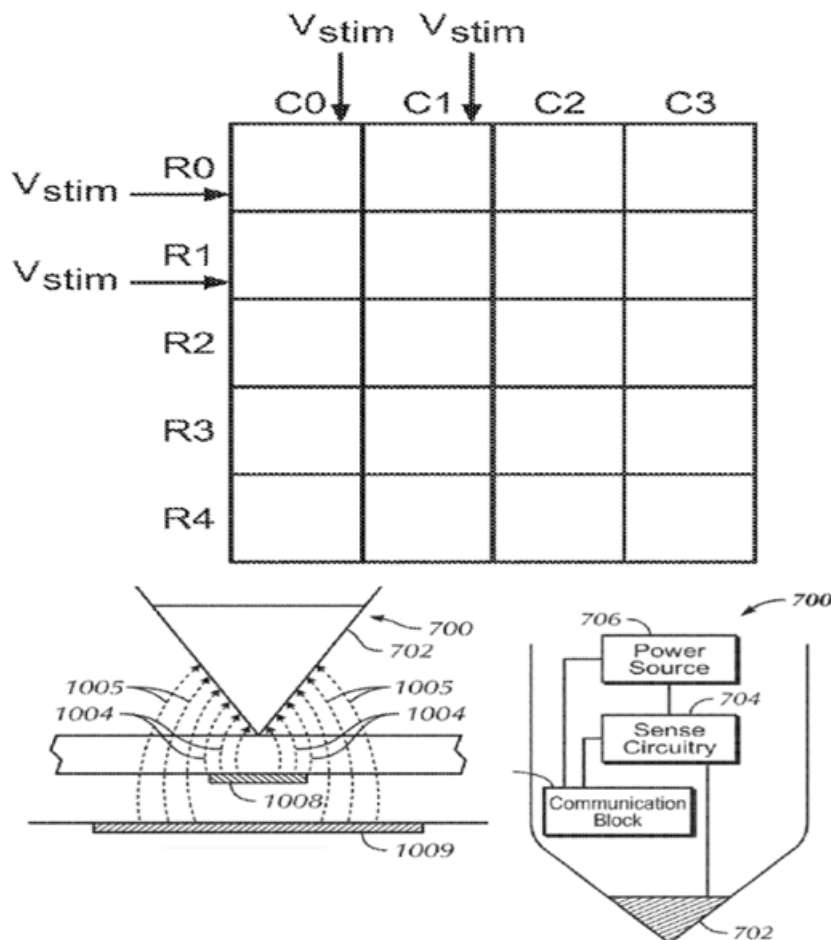 Vstim Vstim
C0 C1 C2 C3
R0
Vstim
R1
Vstim
R2
R3
R4
700
702
1005 1005
1004 1004
1008
1009
700
706
Power
Source
704
Sense
Circuitry
Communication
Block
702